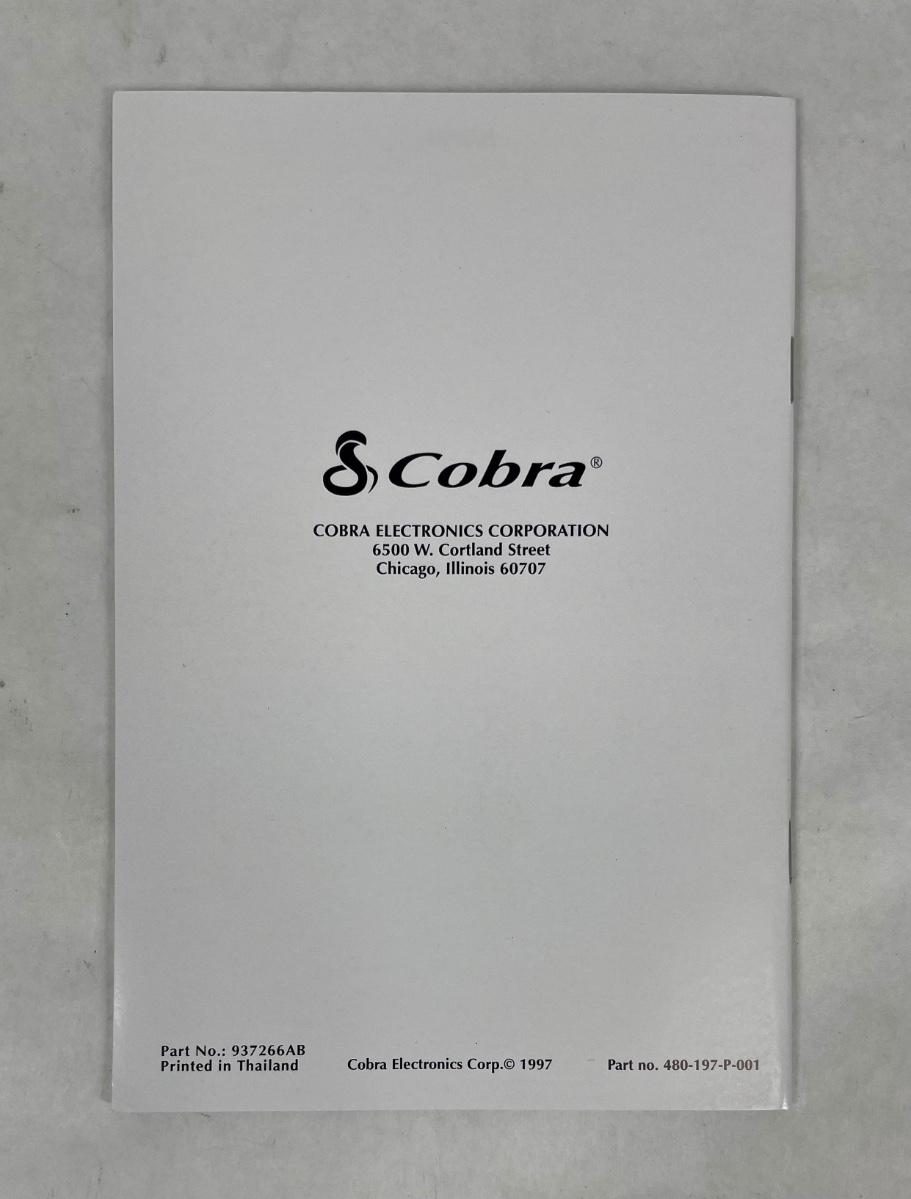 Cobra®
COBRA ELECTRONICS CORPORATION
6500 W. Cortland Street
Chicago, Illinois 60707
Part No.: 937266AB
Printed in Thailand
Cobra Electronics Corp.© 1997
Part no. 480-197-P-001